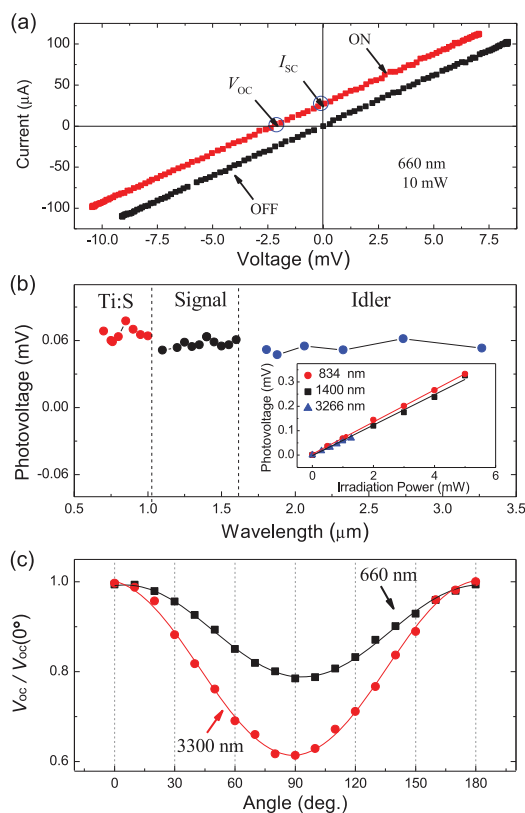 (a)
100
50
0
-50
-100
Current (μA)
V_OC
I_SC
ON
OFF
660 nm
10 mW
-10.0 -7.5 -5.0 -2.5 0.0 2.5 5.0 7.5
Voltage (mV)
(b)
Ti:S Signal Idler
0.06
0.00
-0.06
Photovoltage (mV)
834 nm
1400 nm
3266 nm
0.3
0.2
0.1
0.0
Photovoltage (mV)
0 2 4 6
Irradiation Power (mW)
0.5 1.0 1.5 2.0 2.5 3.0 3.5
Wavelength (μm)
(c)
1.0
0.8
0.6
V_OC / V_OC(0°)
660 nm
3300 nm
0 30 60 90 120 150 180
Angle (deg.)